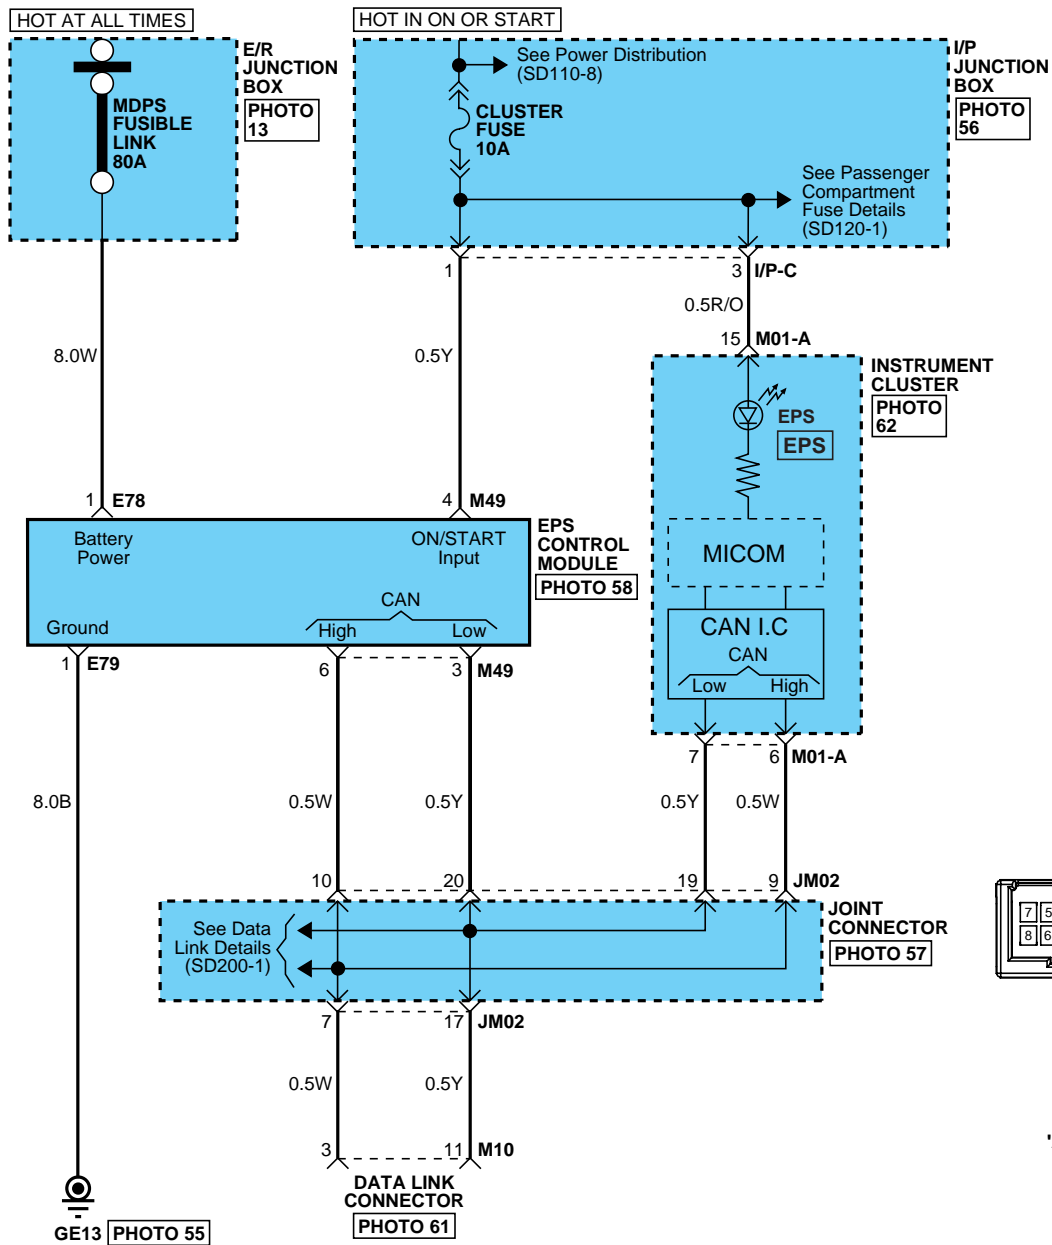 HOT AT ALL TIMES
HOT IN ON OR START
E/R
JUNCTION
BOX
PHOTO
13
MDPS
FUSIBLE
LINK
80A
See Power Distribution
(SD110-8)
CLUSTER
FUSE
10A
I/P
JUNCTION
BOX
PHOTO
56
See Passenger
Compartment
Fuse Details
(SD120-1)
1
3 I/P-C
0.5R/O
8.0W
0.5Y
15 M01-A
INSTRUMENT
CLUSTER
PHOTO
62
EPS
EPS
MICOM
CAN I.C
CAN
Low High
1 E78
4 M49
Battery
Power
ON/START
Input
EPS
CONTROL
MODULE
PHOTO 58
CAN
High Low
Ground
1 E79
6 3 M49
7 6 M01-A
8.0B
0.5W 0.5Y 0.5Y 0.5W
10 20 19 9 JM02
See Data
Link Details
(SD200-1)
JOINT
CONNECTOR
PHOTO 57
7 5
8 6
7 17 JM02
0.5W 0.5Y
3 11 M10
DATA LINK
CONNECTOR
PHOTO 61
GE13 PHOTO 55